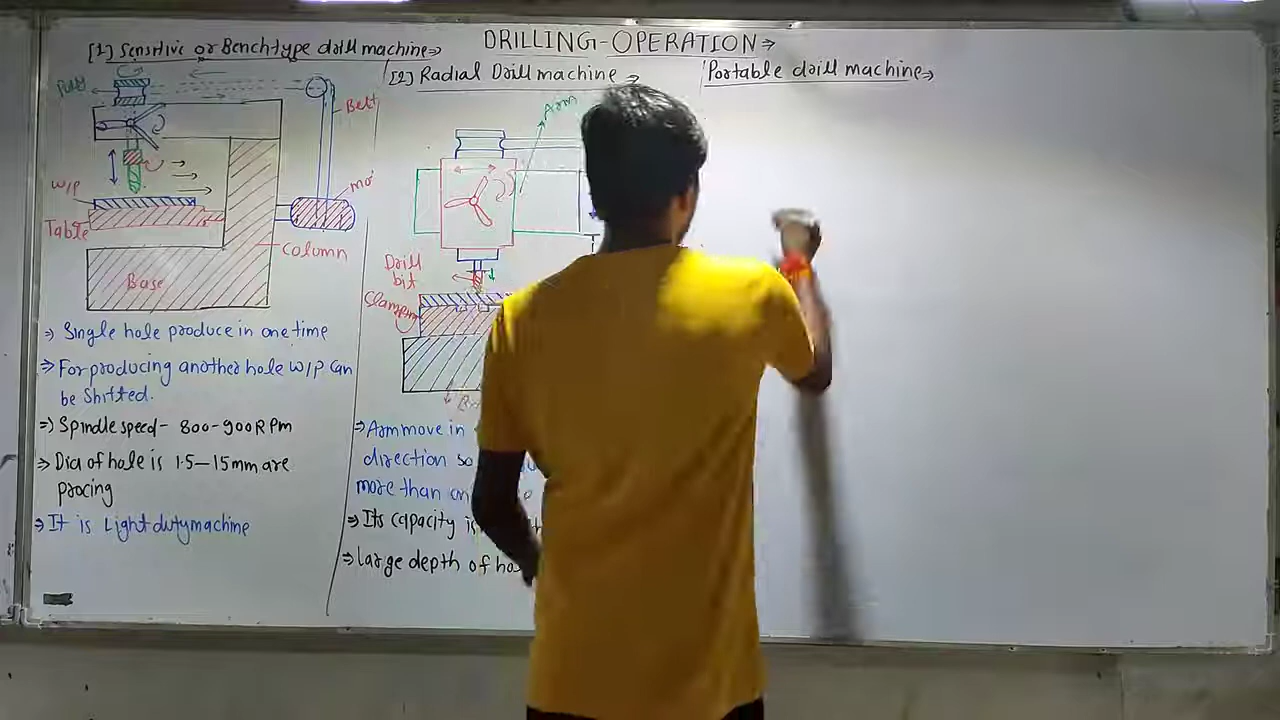 DRILLING-OPERATION⇒
[1] Sensitive or Bench-type drill machine⇒
Belt
W/P
Table
Column
Base
⇒ Single hole produce in one time
⇒ For producing another hole W/P Can
be Shifted.
⇒ Spindle speed - 800-900 RPm
⇒ Dia of hole is 1.5-15mm are
procing
⇒ It is Light duty machine
[2] Radial Drill machine ⇒
Arm
Drill
bit
⇒ Arm move in
direction so
more than
⇒ Its capacity is
⇒ large depth of
Portable drill machine⇒